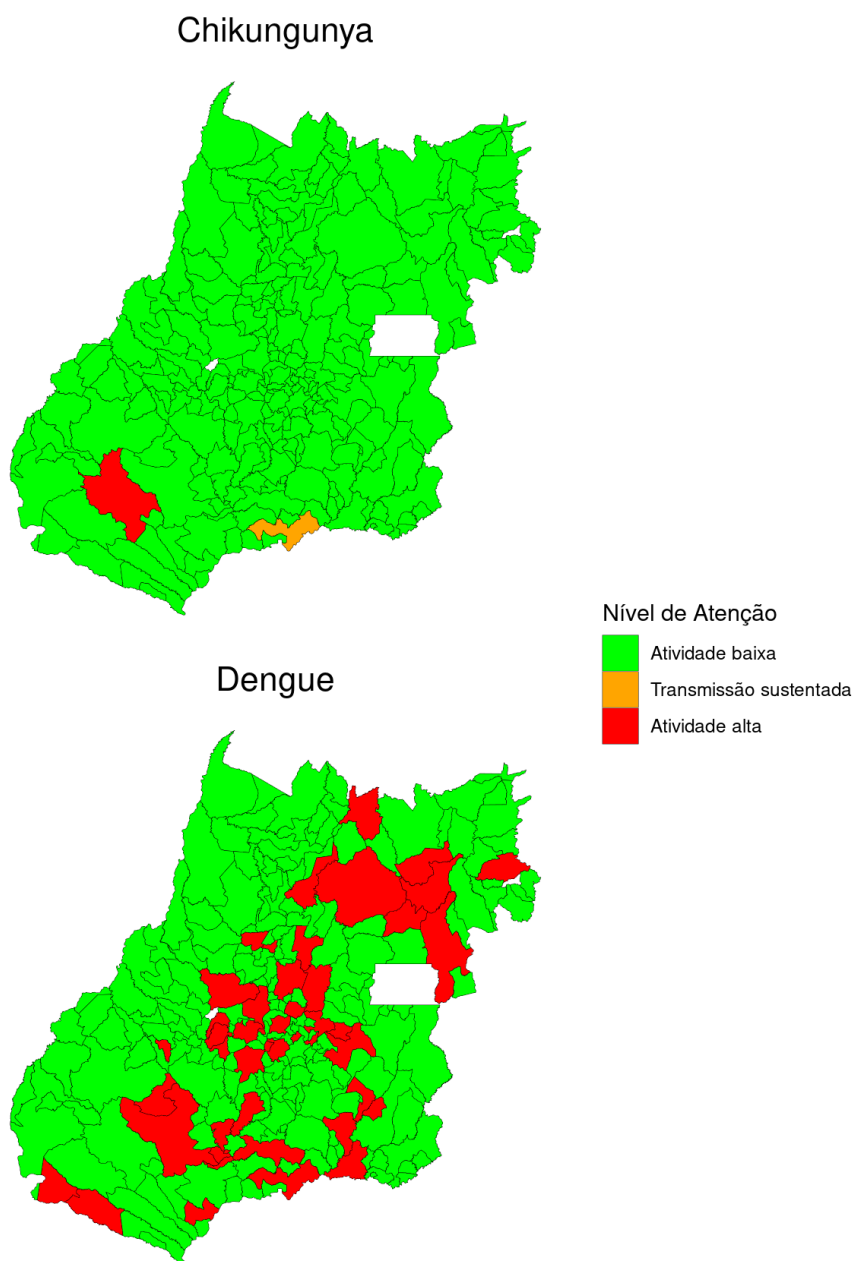 Chikungunya
Nível de Atenção
Atividade baixa
Transmissão sustentada
Atividade alta
Dengue